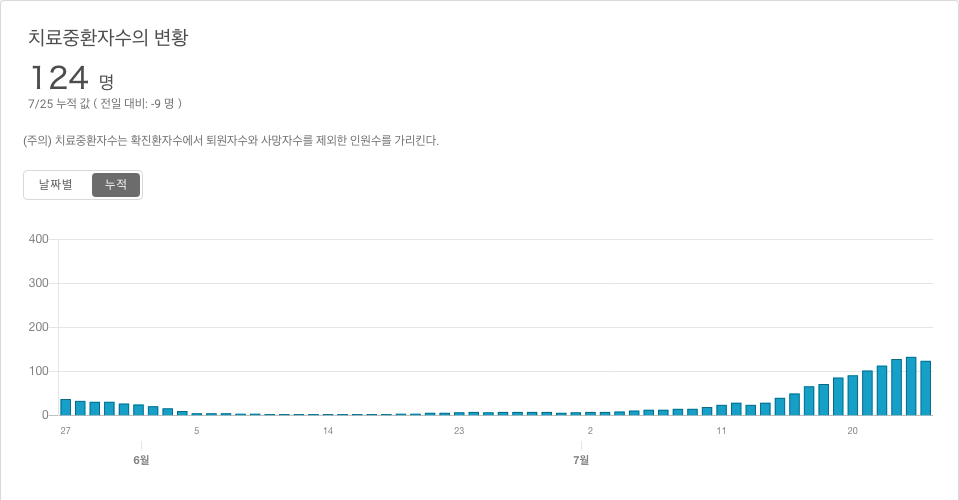 치료중환자수의 변황
124 명
7/25 누적 값 ( 전일 대비: -9 명 )
(주의) 치료중환자수는 확진환자수에서 퇴원자수와 사망자수를 제외한 인원수를 가리킨다.
날짜별 누적
400
300
200
100
0
27 5 14 23 2 11 20
6월 7월